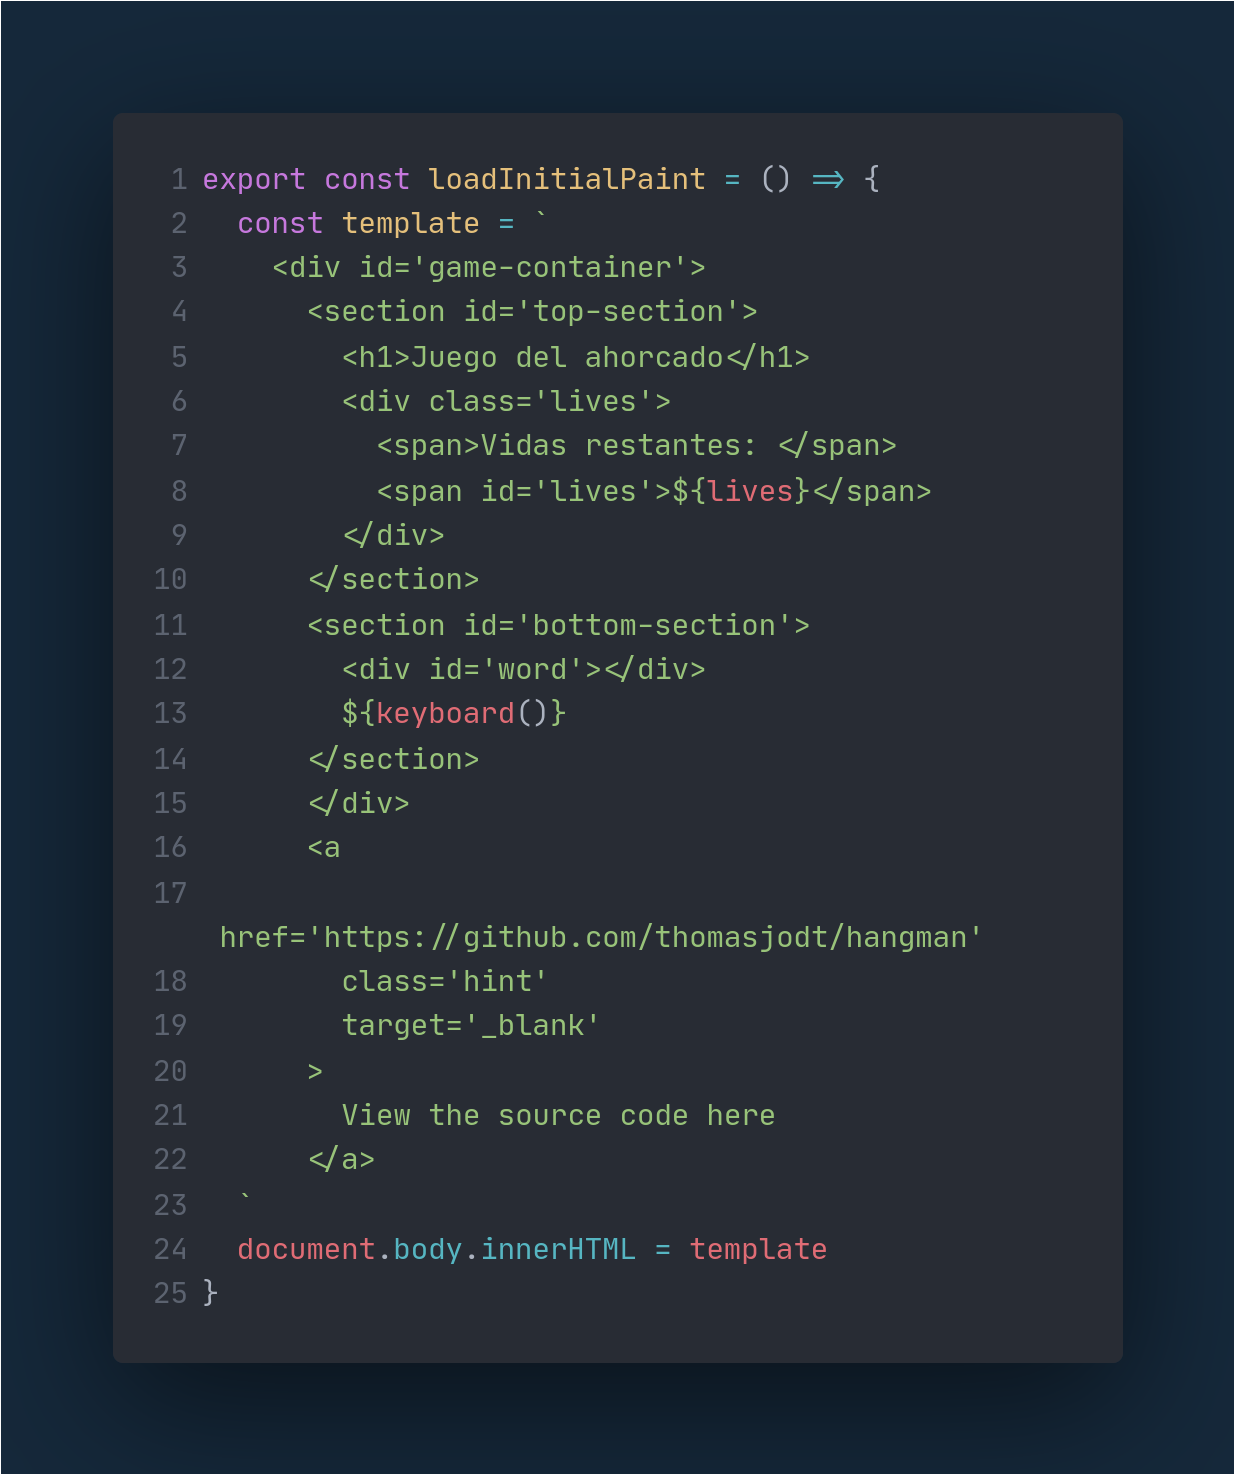 1 export const loadInitialPaint = () => {
2   const template = `
3     <div id='game-container'>
4       <section id='top-section'>
5         <h1>Juego del ahorcado</h1>
6         <div class='lives'>
7           <span>Vidas restantes: </span>
8           <span id='lives'>${lives}</span>
9         </div>
10       </section>
11       <section id='bottom-section'>
12         <div id='word'></div>
13         ${keyboard()}
14       </section>
15       </div>
16       <a
17
href='https://github.com/thomasjodt/hangman'
18         class='hint'
19         target='_blank'
20       >
21         View the source code here
22       </a>
23   `
24   document.body.innerHTML = template
25 }